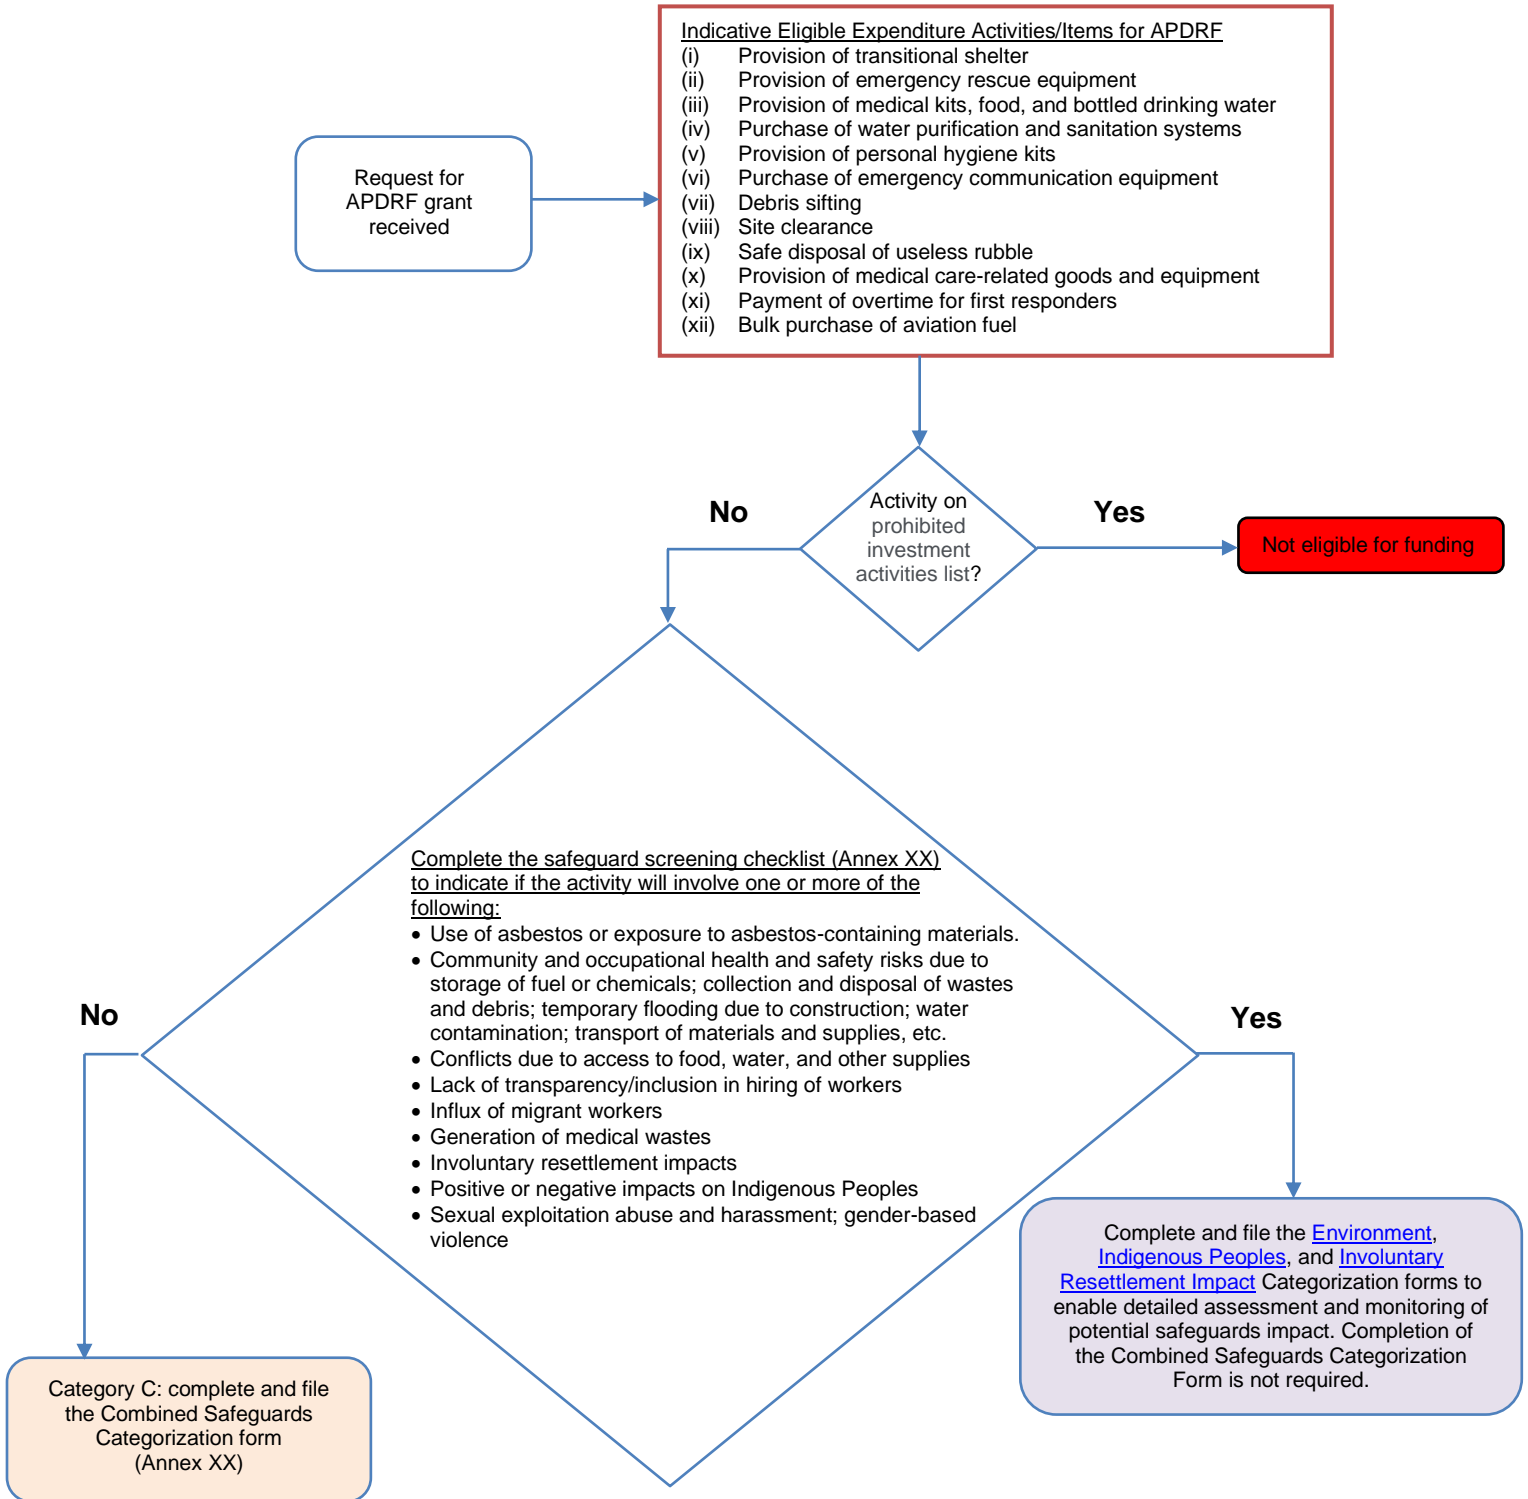 Indicative Eligible Expenditure Activities/Items for APDRF
(i) Provision of transitional shelter
(ii) Provision of emergency rescue equipment
(iii) Provision of medical kits, food, and bottled drinking water
(iv) Purchase of water purification and sanitation systems
(v) Provision of personal hygiene kits
(vi) Purchase of emergency communication equipment
(vii) Debris sifting
(viii) Site clearance
(ix) Safe disposal of useless rubble
(x) Provision of medical care-related goods and equipment
(xi) Payment of overtime for first responders
(xii) Bulk purchase of aviation fuel
Request for
APDRF grant
received
No
Activity on
prohibited
investment
activities list?
Yes
Not eligible for funding
Complete the safeguard screening checklist (Annex XX)
to indicate if the activity will involve one or more of the
following:
• Use of asbestos or exposure to asbestos-containing materials.
• Community and occupational health and safety risks due to
storage of fuel or chemicals; collection and disposal of wastes
and debris; temporary flooding due to construction; water
contamination; transport of materials and supplies, etc.
• Conflicts due to access to food, water, and other supplies
• Lack of transparency/inclusion in hiring of workers
• Influx of migrant workers
• Generation of medical wastes
• Involuntary resettlement impacts
• Positive or negative impacts on Indigenous Peoples
• Sexual exploitation abuse and harassment; gender-based
violence
No
Yes
Complete and file the Environment,
Indigenous Peoples, and Involuntary
Resettlement Impact Categorization forms to
enable detailed assessment and monitoring of
potential safeguards impact. Completion of
the Combined Safeguards Categorization
Form is not required.
Category C: complete and file
the Combined Safeguards
Categorization form
(Annex XX)